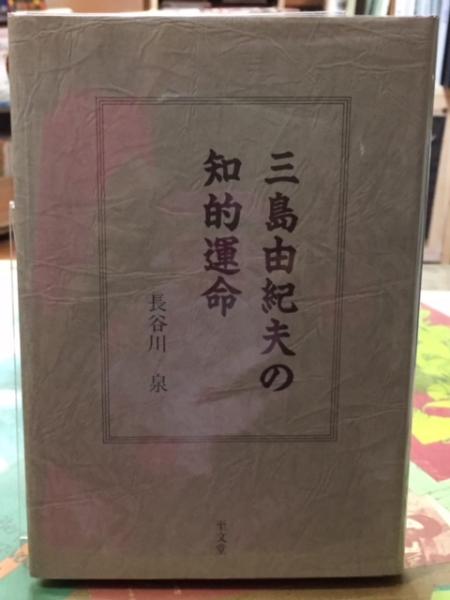 三島由紀夫の
知的運命
長谷川 泉
至文堂